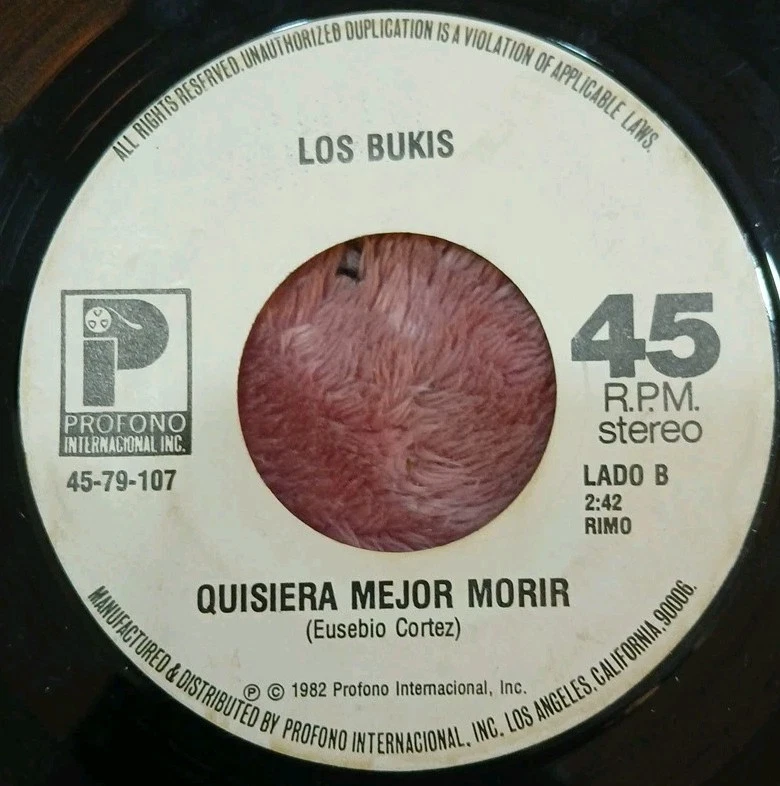 ALL RIGHTS RESERVED. UNAUTHORIZED DUPLICATION IS A VIOLATION OF APPLICABLE LAWS.
LOS BUKIS
P
PROFONO
INTERNACIONAL INC.
45-79-107
45
R.P.M.
stereo
LADO B
2:42
RIMO
QUISIERA MEJOR MORIR
(Eusebio Cortez)
℗ © 1982 Profono Internacional, Inc.
MANUFACTURED & DISTRIBUTED BY PROFONO INTERNACIONAL, INC. LOS ANGELES, CALIFORNIA, 90006.